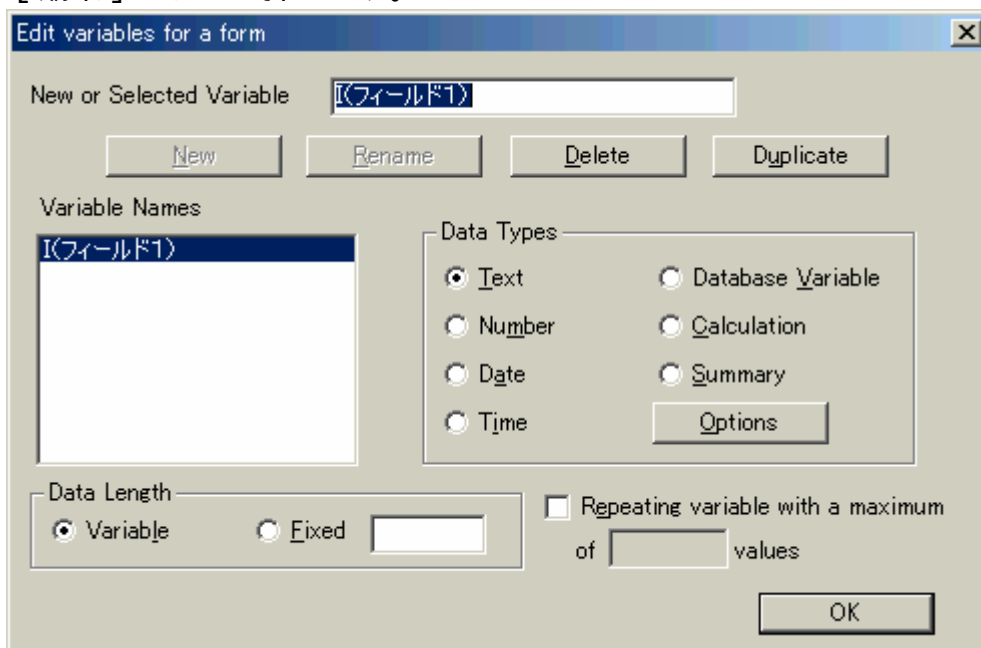 Edit variables for a form
New or Selected Variable I(フィールド1)
New Rename Delete Duplicate
Variable Names
I(フィールド1)
Data Types
Text Database Variable
Number Calculation
Date Summary
Time Options
Data Length
Variable Fixed
Repeating variable with a maximum
of values
OK